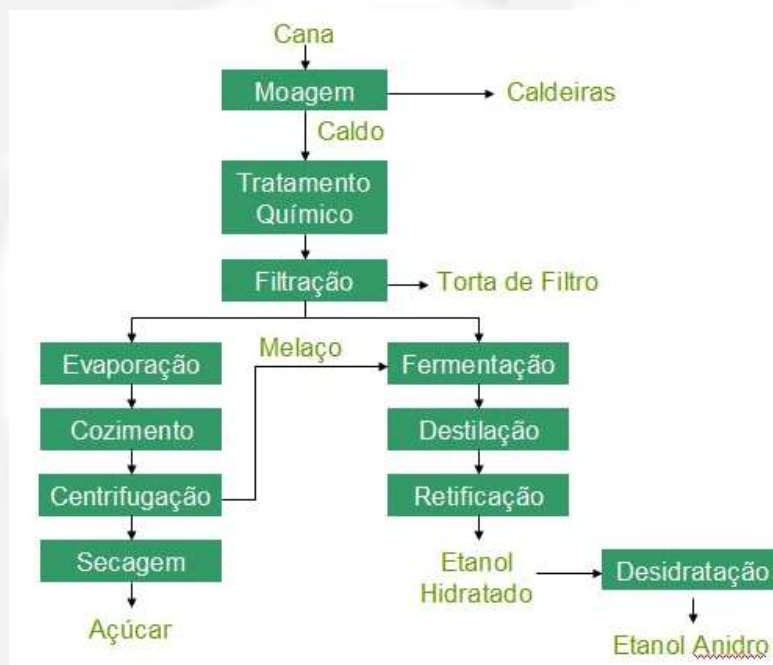 Cana
Moagem
Caldeiras
Caldo
Tratamento
Químico
Filtração
Torta de Filtro
Melaço
Evaporação
Fermentação
Cozimento
Destilação
Centrifugação
Retificação
Secagem
Etanol
Hidratado
Desidratação
Açúcar
Etanol Anidro